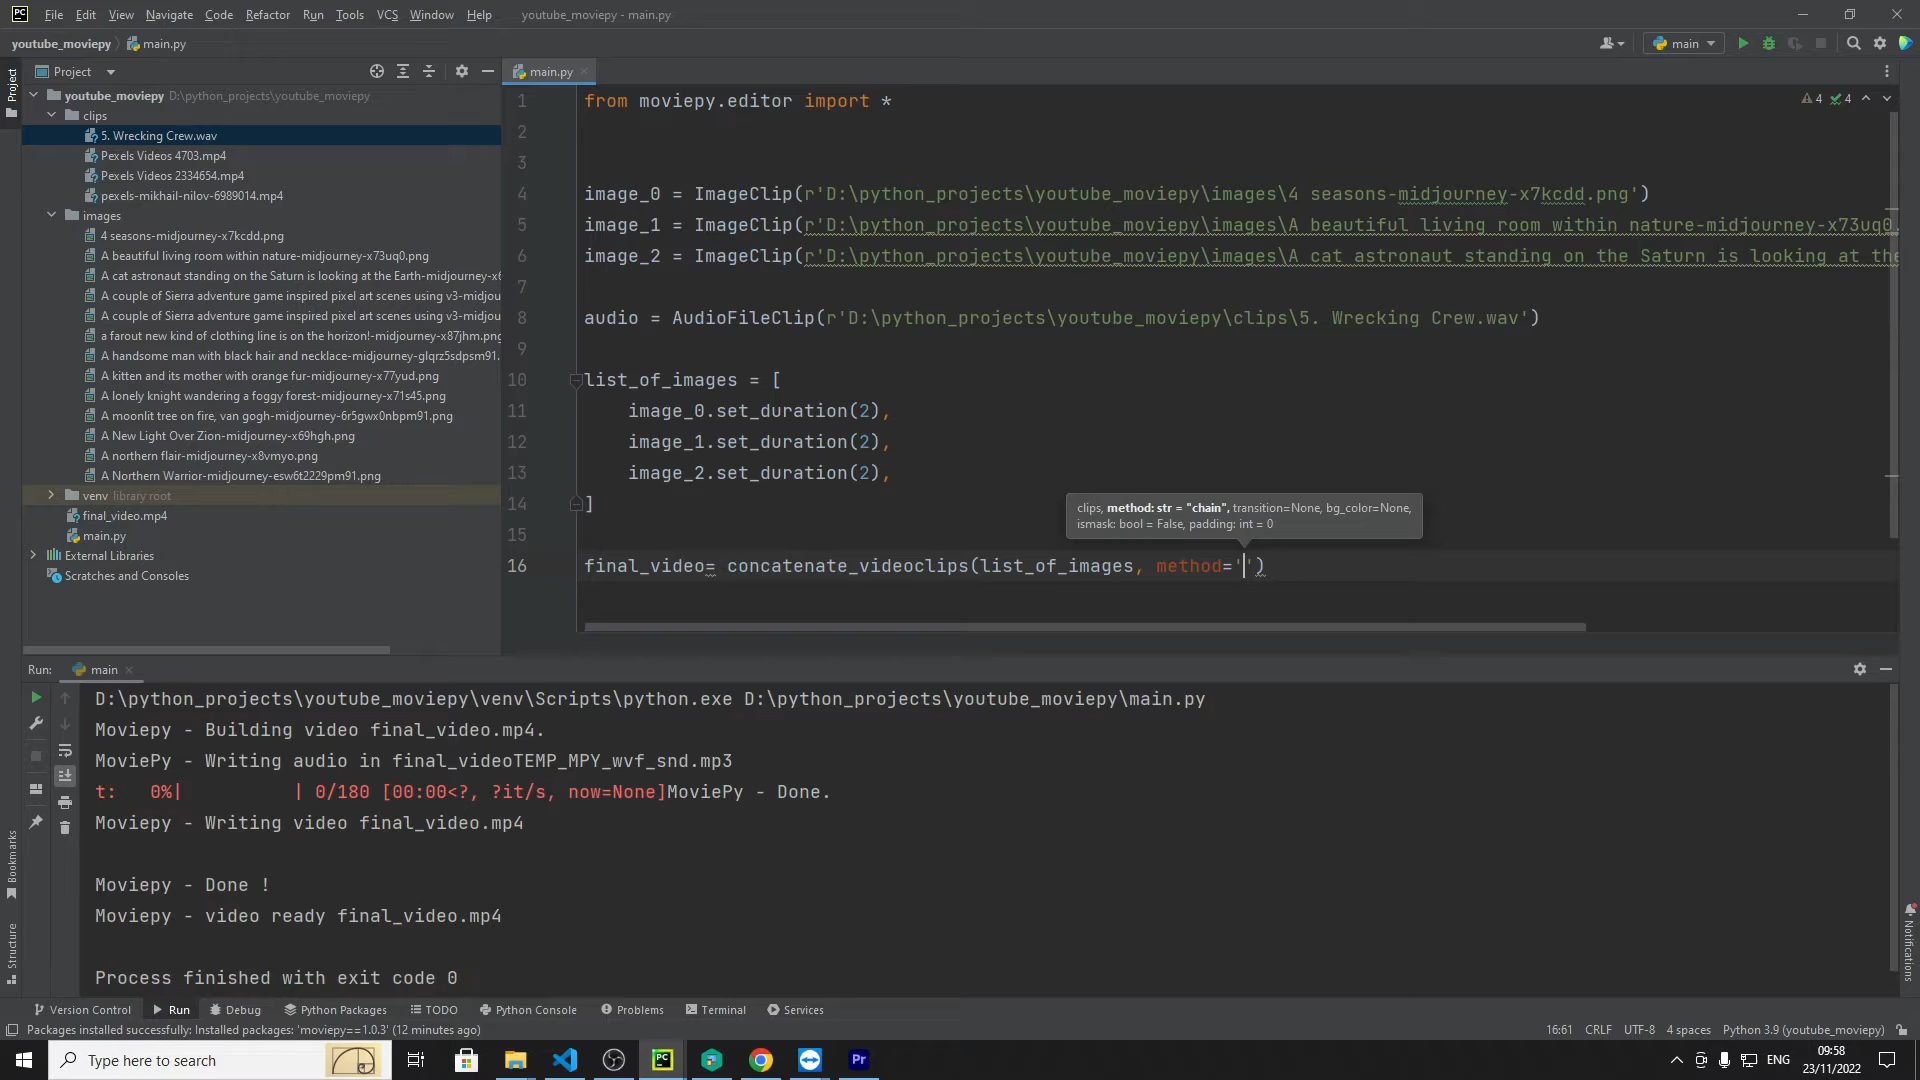 PC File Edit View Navigate Code Refactor Run Tools VCS Window Help youtube_moviepy - main.py
youtube_moviepy main.py main
Project main.py
Project
youtube_moviepy D:\python_projects\youtube_moviepy
clips
5. Wrecking Crew.wav
Pexels Videos 4703.mp4
Pexels Videos 2334654.mp4
pexels-mikhail-nilov-6989014.mp4
images
4 seasons-midjourney-x7kcdd.png
A beautiful living room within nature-midjourney-x73uq0.png
A cat astronaut standing on the Saturn is looking at the Earth-midjourney-x6
A couple of Sierra adventure game inspired pixel art scenes using v3-midjou
A couple of Sierra adventure game inspired pixel art scenes using v3-midjou
a farout new kind of clothing line is on the horizon!-midjourney-x87jhm.png
A handsome man with black hair and necklace-midjourney-glqrz5sdpsm91.
A kitten and its mother with orange fur-midjourney-x77yud.png
A lonely knight wandering a foggy forest-midjourney-x71s45.png
A moonlit tree on fire, van gogh-midjourney-6r5gwx0nbpm91.png
A New Light Over Zion-midjourney-x69hgh.png
A northern flair-midjourney-x8vmyo.png
A Northern Warrior-midjourney-esw6t2229pm91.png
venv library root
final_video.mp4
main.py
External Libraries
Scratches and Consoles
4 4
1 from moviepy.editor import *
2
3
4 image_0 = ImageClip(r'D:\python_projects\youtube_moviepy\images\4 seasons-midjourney-x7kcdd.png')
5 image_1 = ImageClip(r'D:\python_projects\youtube_moviepy\images\A beautiful living room within nature-midjourney-x73uq0.
6 image_2 = ImageClip(r'D:\python_projects\youtube_moviepy\images\A cat astronaut standing on the Saturn is looking at the
7
8 audio = AudioFileClip(r'D:\python_projects\youtube_moviepy\clips\5. Wrecking Crew.wav')
9
10 list_of_images = [
11 image_0.set_duration(2),
12 image_1.set_duration(2),
13 image_2.set_duration(2),
14 ]
15
clips, method: str = "chain", transition=None, bg_color=None,
ismask: bool = False, padding: int = 0
16 final_video= concatenate_videoclips(list_of_images, method='')
Run: main
D:\python_projects\youtube_moviepy\venv\Scripts\python.exe D:\python_projects\youtube_moviepy\main.py
Moviepy - Building video final_video.mp4.
MoviePy - Writing audio in final_videoTEMP_MPY_wvf_snd.mp3
t: 0%| | 0/180 [00:00<?, ?it/s, now=None]MoviePy - Done.
Moviepy - Writing video final_video.mp4
Moviepy - Done !
Moviepy - video ready final_video.mp4
Process finished with exit code 0
Bookmarks
Structure
Notifications
Version Control Run Debug Python Packages TODO Python Console Problems Terminal Services
Packages installed successfully: Installed packages: 'moviepy==1.0.3' (12 minutes ago) 16:61 CRLF UTF-8 4 spaces Python 3.9 (youtube_moviepy)
Type here to search PC Pr ENG 09:58
23/11/2022